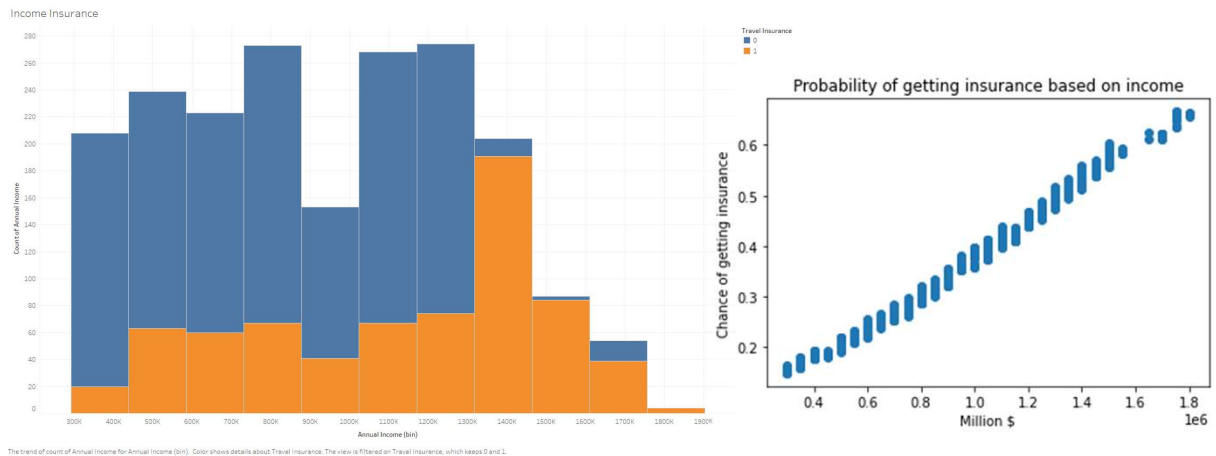 Income Insurance
280
260
240
220
200
180
160
140
120
100
80
60
40
20
0
Count of Annual Income
300K 400K 500K 600K 700K 800K 900K 1000K 1100K 1200K 1300K 1400K 1500K 1600K 1700K 1800K 1900K
Annual Income (bin)
The trend of count of Annual Income for Annual Income (bin). Color shows details about Travel Insurance. The view is filtered on Travel Insurance, which keeps 0 and 1.
Travel Insurance
0
1
Probability of getting insurance based on income
Chance of getting insurance
0.6
0.5
0.4
0.3
0.2
0.4 0.6 0.8 1.0 1.2 1.4 1.6 1.8
1e6
Million $